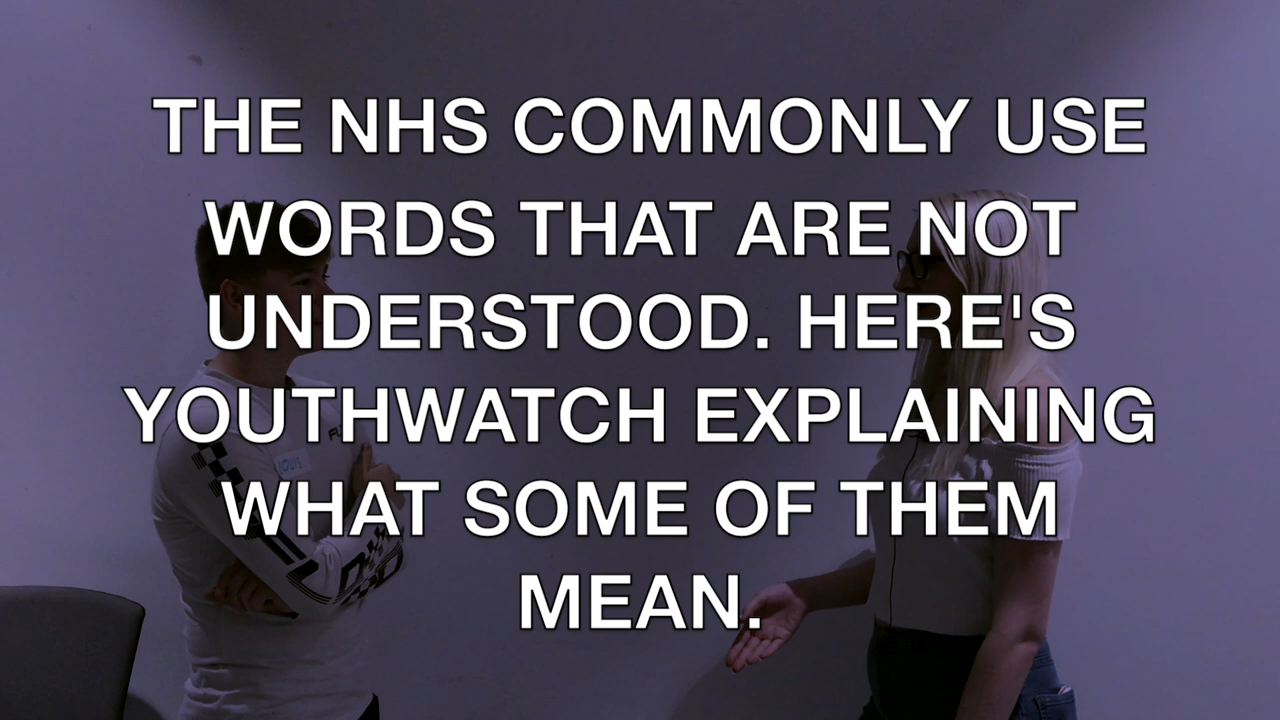 THE NHS COMMONLY USE
WORDS THAT ARE NOT
UNDERSTOOD. HERE'S
YOUTHWATCH EXPLAINING
WHAT SOME OF THEM
MEAN.